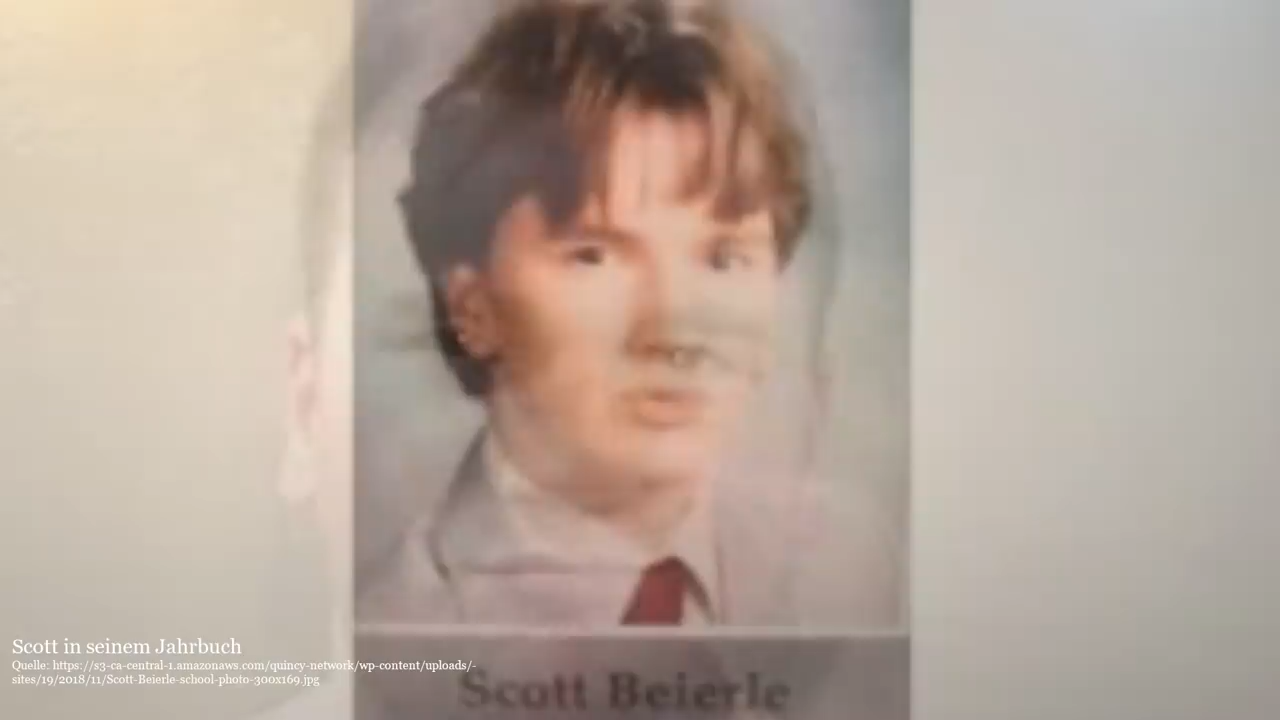 Scott in seinem Jahrbuch
Quelle: https://s3-ca-central-1.amazonaws.com/quincy-network/wp-content/uploads/-
sites/19/2018/11/Scott-Beierle-school-photo-300x169.jpg
Scott Beierle